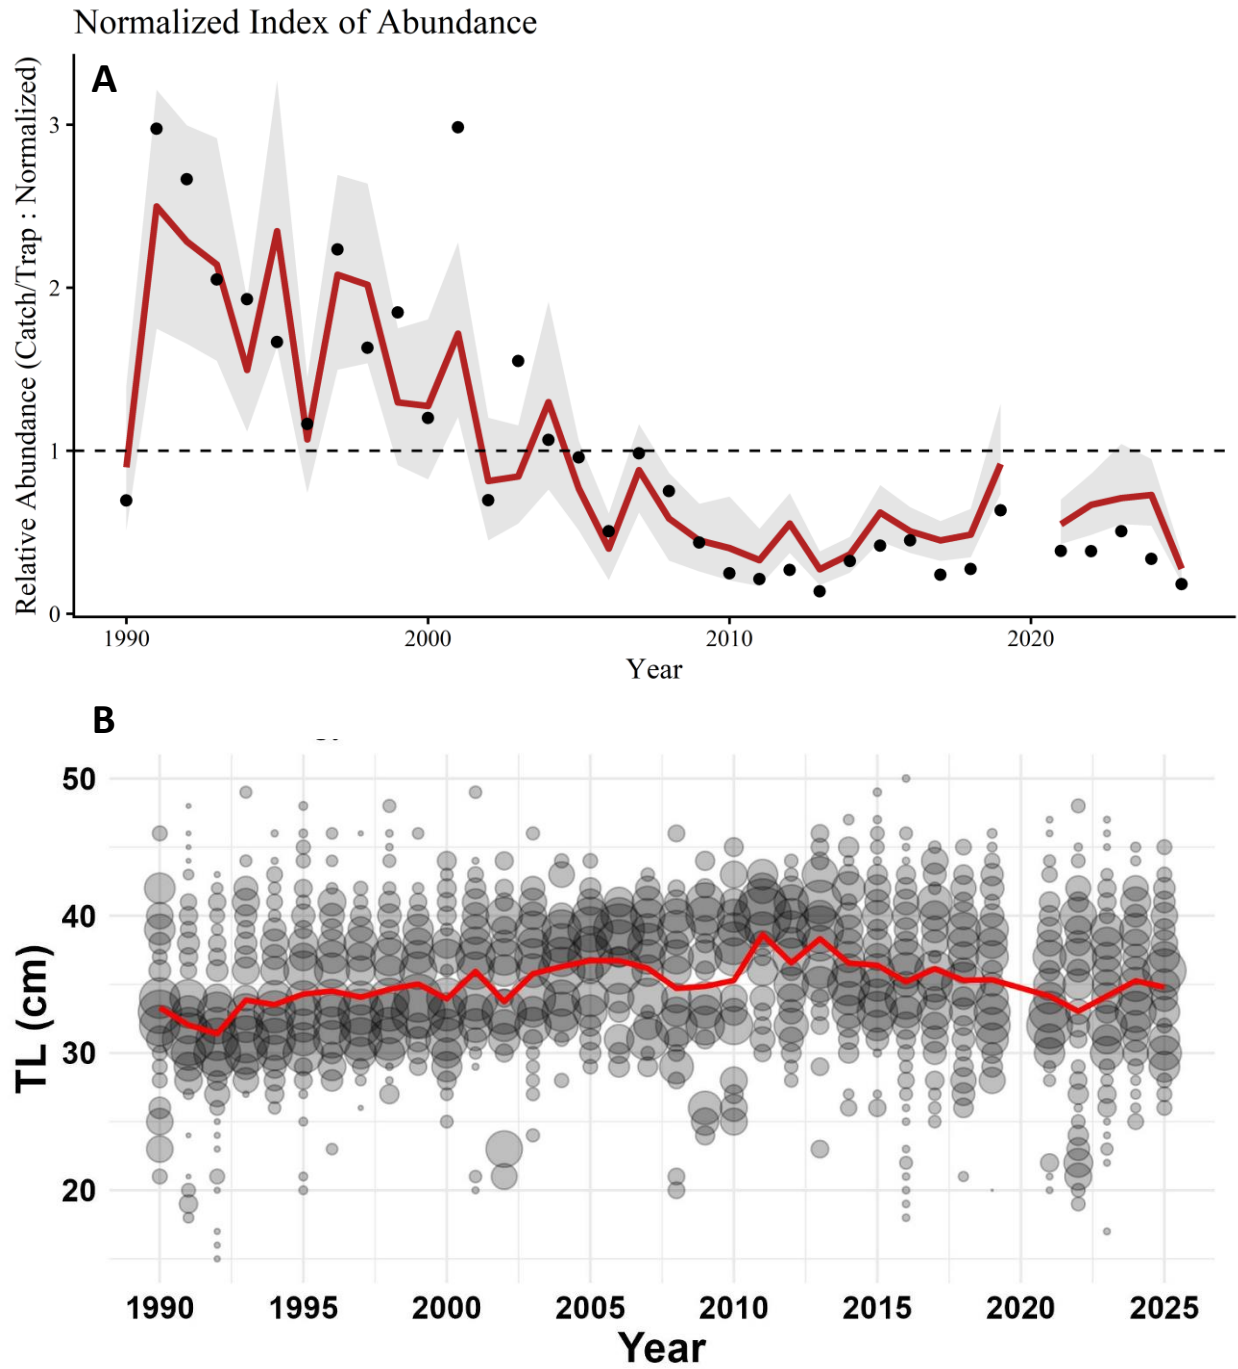 Normalized Index of Abundance
A
Relative Abundance (Catch/Trap : Normalized)
3
2
1
0
1990 2000 2010 2020
Year
B
TL (cm)
50
40
30
20
1990 1995 2000 2005 2010 2015 2020 2025
Year